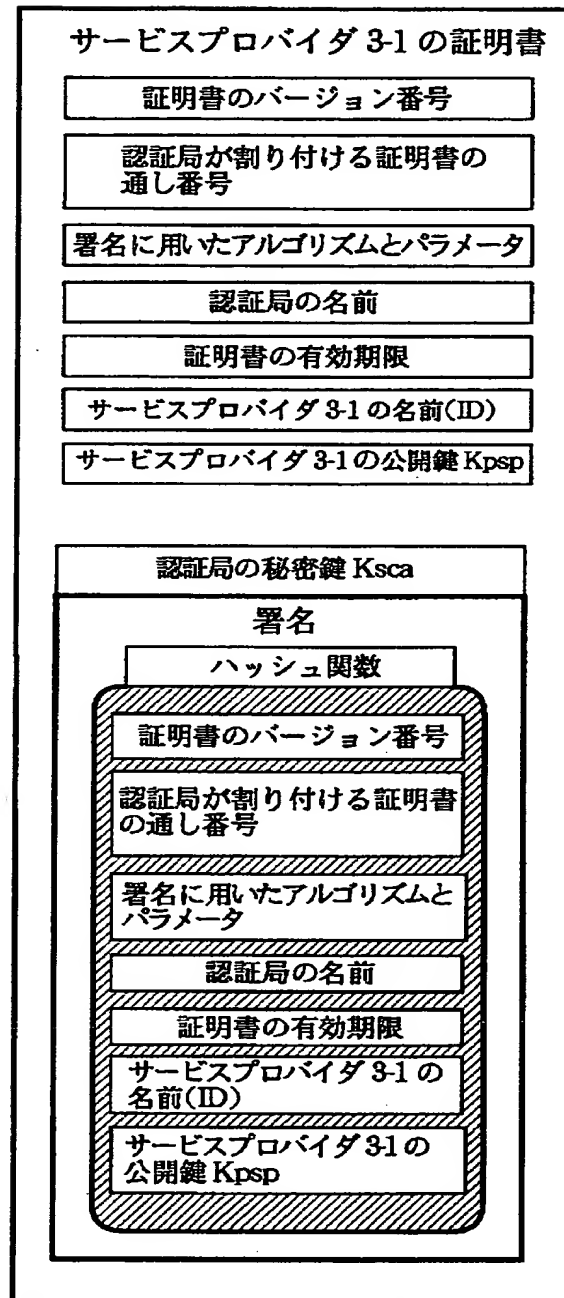 サービスプロバイダ 3-1 の証明書
証明書のバージョン番号
認証局が割り付ける証明書の
通し番号
署名に用いたアルゴリズムとパラメータ
認証局の名前
証明書の有効期限
サービスプロバイダ 3-1 の名前(ID)
サービスプロバイダ 3-1 の公開鍵 Kpsp
認証局の秘密鍵 Ksca
署名
ハッシュ関数
証明書のバージョン番号
認証局が割り付ける証明書
の通し番号
署名に用いたアルゴリズムと
パラメータ
認証局の名前
証明書の有効期限
サービスプロバイダ 3-1 の
名前(ID)
サービスプロバイダ 3-1 の
公開鍵 Kpsp